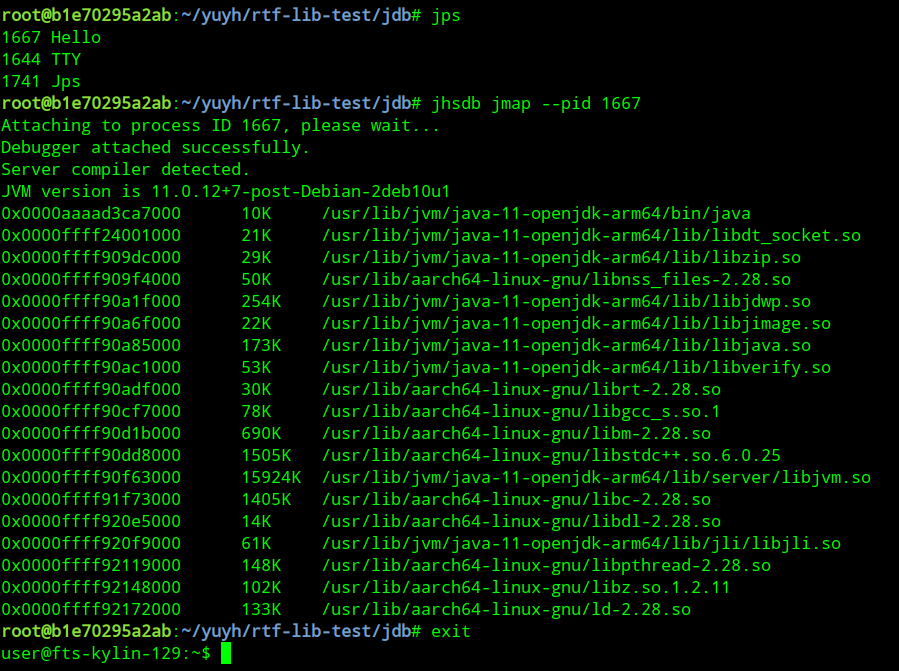 root@b1e70295a2ab:~/yuyh/rtf-lib-test/jdb# jps
1667 Hello
1644 TTY
1741 Jps
root@b1e70295a2ab:~/yuyh/rtf-lib-test/jdb# jhsdb jmap --pid 1667
Attaching to process ID 1667, please wait...
Debugger attached successfully.
Server compiler detected.
JVM version is 11.0.12+7-post-Debian-2deb10u1
0x0000aaaad3ca7000      10K     /usr/lib/jvm/java-11-openjdk-arm64/bin/java
0x0000ffff24001000      21K     /usr/lib/jvm/java-11-openjdk-arm64/lib/libdt_socket.so
0x0000ffff909dc000      29K     /usr/lib/jvm/java-11-openjdk-arm64/lib/libzip.so
0x0000ffff909f4000      50K     /usr/lib/aarch64-linux-gnu/libnss_files-2.28.so
0x0000ffff90a1f000      254K    /usr/lib/jvm/java-11-openjdk-arm64/lib/libjdwp.so
0x0000ffff90a6f000      22K     /usr/lib/jvm/java-11-openjdk-arm64/lib/libjimage.so
0x0000ffff90a85000      173K    /usr/lib/jvm/java-11-openjdk-arm64/lib/libjava.so
0x0000ffff90ac1000      53K     /usr/lib/jvm/java-11-openjdk-arm64/lib/libverify.so
0x0000ffff90adf000      30K     /usr/lib/aarch64-linux-gnu/librt-2.28.so
0x0000ffff90cf7000      78K     /usr/lib/aarch64-linux-gnu/libgcc_s.so.1
0x0000ffff90d1b000      690K    /usr/lib/aarch64-linux-gnu/libm-2.28.so
0x0000ffff90dd8000      1505K   /usr/lib/aarch64-linux-gnu/libstdc++.so.6.0.25
0x0000ffff90f63000      15924K  /usr/lib/jvm/java-11-openjdk-arm64/lib/server/libjvm.so
0x0000ffff91f73000      1405K   /usr/lib/aarch64-linux-gnu/libc-2.28.so
0x0000ffff920e5000      14K     /usr/lib/aarch64-linux-gnu/libdl-2.28.so
0x0000ffff920f9000      61K     /usr/lib/jvm/java-11-openjdk-arm64/lib/jli/libjli.so
0x0000ffff92119000      148K    /usr/lib/aarch64-linux-gnu/libpthread-2.28.so
0x0000ffff92148000      102K    /usr/lib/aarch64-linux-gnu/libz.so.1.2.11
0x0000ffff92172000      133K    /usr/lib/aarch64-linux-gnu/ld-2.28.so
root@b1e70295a2ab:~/yuyh/rtf-lib-test/jdb# exit
user@fts-kylin-129:~$